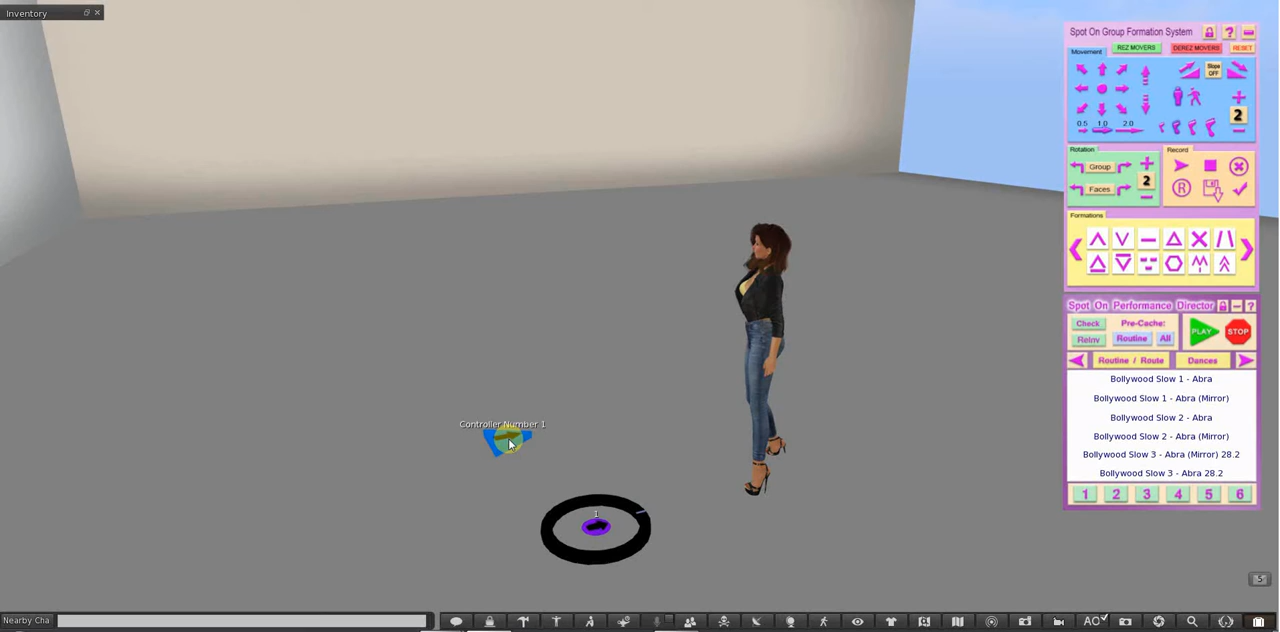 Inventory
Spot On Group Formation System
?
Movement
REZ MOVERS
DEREZ MOVERS
RESET
Slope
OFF
2
0.5 1.0 2.0
Rotation
Record
Group
2
Faces
R
Formations
Spot On Performance Director
?
Check
Pre-Cache:
PLAY
STOP
Reinv
Routine
All
Routine / Route
Dances
Bollywood Slow 1 - Abra
Bollywood Slow 1 - Abra (Mirror)
Bollywood Slow 2 - Abra
Bollywood Slow 2 - Abra (Mirror)
Bollywood Slow 3 - Abra (Mirror) 28.2
Bollywood Slow 3 - Abra 28.2
1 2 3 4 5 6
Controller Number 1
1
5
Nearby Cha
AO